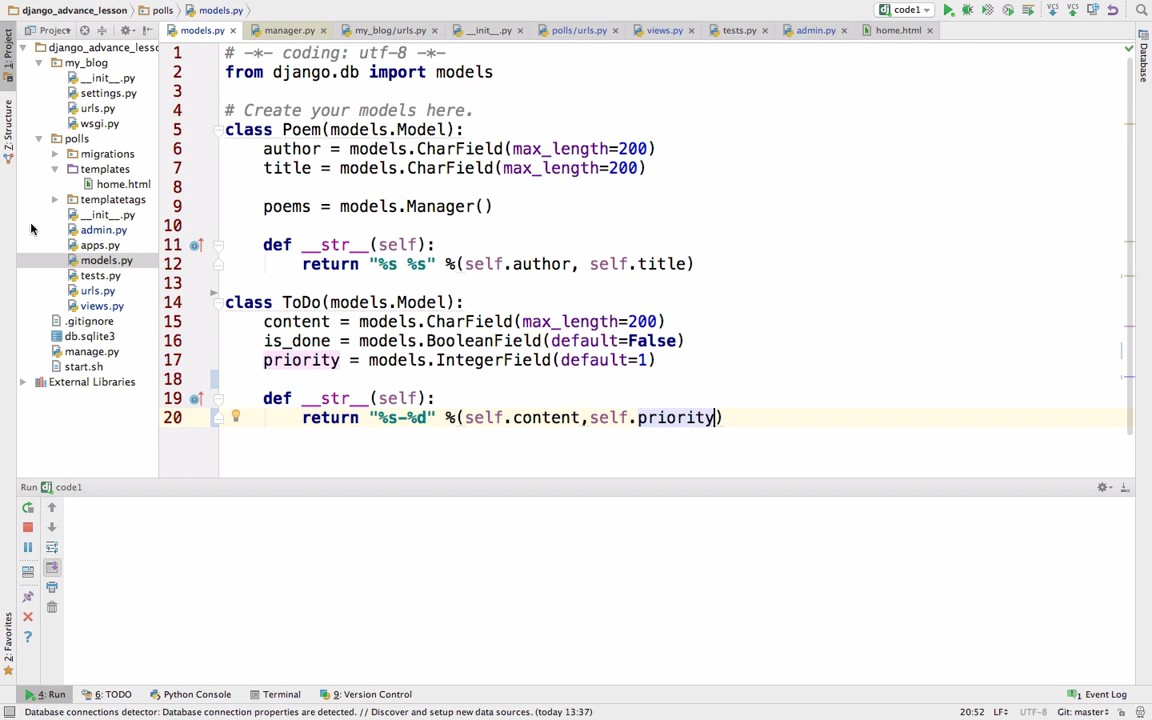 django_advance_lesson polls models.py code1
Project models.py manager.py my_blog/urls.py __init__.py polls/urls.py views.py tests.py admin.py home.html
1: Project
Z: Structure
2: Favorites
Database
django_advance_lesso
my_blog
__init__.py
settings.py
urls.py
wsgi.py
polls
migrations
templates
home.html
templatetags
__init__.py
admin.py
apps.py
models.py
tests.py
urls.py
views.py
.gitignore
db.sqlite3
manage.py
start.sh
External Libraries
1 # -*- coding: utf-8 -*-
2 from django.db import models
3
4 # Create your models here.
5 class Poem(models.Model):
6 author = models.CharField(max_length=200)
7 title = models.CharField(max_length=200)
8
9 poems = models.Manager()
10
11 def __str__(self):
12 return "%s %s" %(self.author, self.title)
13
14 class ToDo(models.Model):
15 content = models.CharField(max_length=200)
16 is_done = models.BooleanField(default=False)
17 priority = models.IntegerField(default=1)
18
19 def __str__(self):
20 return "%s-%d" %(self.content,self.priority)
Run code1
4: Run 6: TODO Python Console Terminal 9: Version Control 1 Event Log
Database connections detector: Database connection properties are detected. // Discover and setup new data sources. (today 13:37) 20:52 LF UTF-8 Git: master